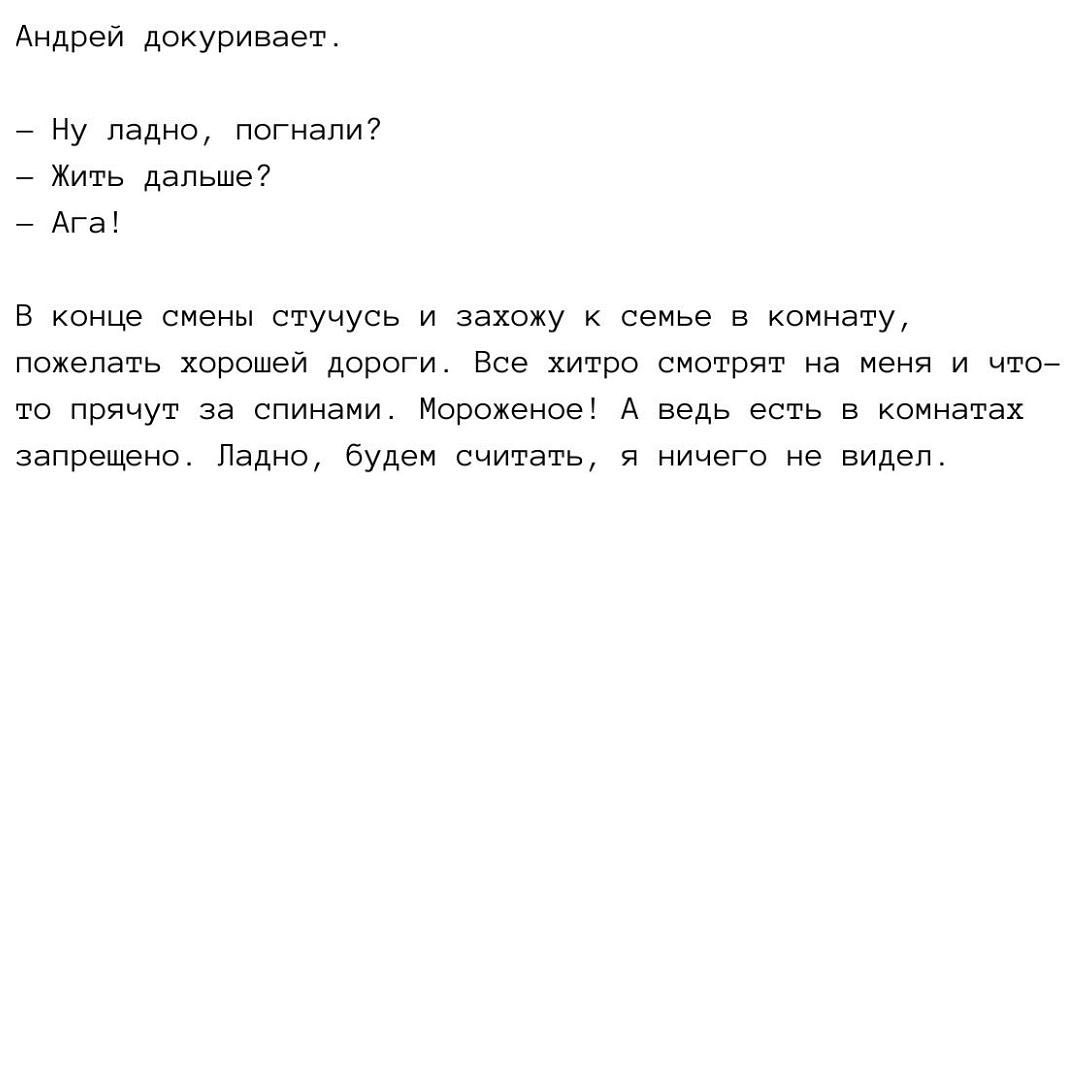 Андрей докуривает.
– Ну ладно, погнали?
– Жить дальше?
– Ага!
В конце смены стучусь и захожу к семье в комнату,
пожелать хорошей дороги. Все хитро смотрят на меня и что-
то прячут за спинами. Мороженое! А ведь есть в комнатах
запрещено. Ладно, будем считать, я ничего не видел.